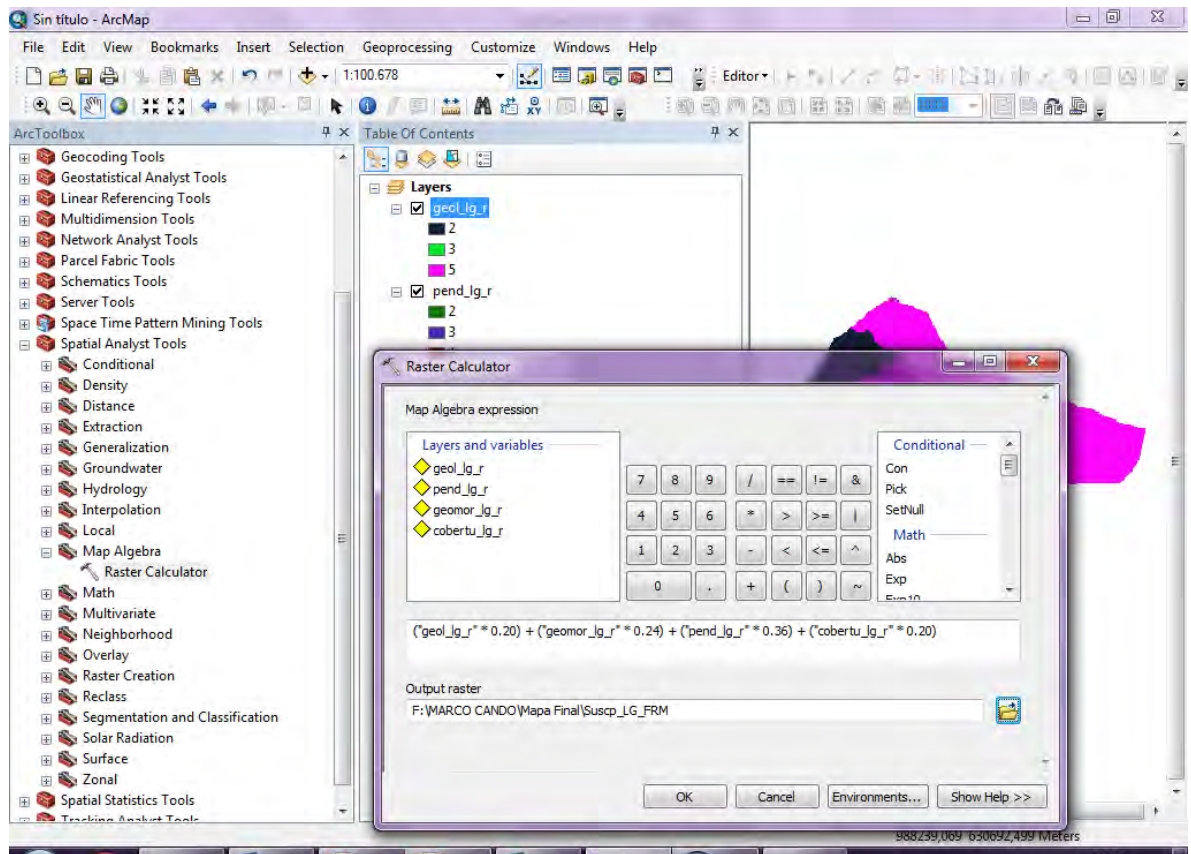 Sin título - ArcMap
File Edit View Bookmarks Insert Selection Geoprocessing Customize Windows Help
1:100.678
Editor
ArcToolbox
Geocoding Tools
Geostatistical Analyst Tools
Linear Referencing Tools
Multidimension Tools
Network Analyst Tools
Parcel Fabric Tools
Schematics Tools
Server Tools
Space Time Pattern Mining Tools
Spatial Analyst Tools
Conditional
Density
Distance
Extraction
Generalization
Groundwater
Hydrology
Interpolation
Local
Map Algebra
Raster Calculator
Math
Multivariate
Neighborhood
Overlay
Raster Creation
Reclass
Segmentation and Classification
Solar Radiation
Surface
Zonal
Spatial Statistics Tools
Tracking Analyst Tools
Table Of Contents
Layers
geol_lg_r
2
3
5
pend_lg_r
2
3
Raster Calculator
Map Algebra expression
Layers and variables
geol_lg_r
pend_lg_r
geomor_lg_r
cobertu_lg_r
7 8 9 / == != &
4 5 6 * > >= |
1 2 3 - < <= ^
0 . + ( ) ~
Conditional
Con
Pick
SetNull
Math
Abs
Exp
Exp10
("geol_lg_r" * 0.20) + ("geomor_lg_r" * 0.24) + ("pend_lg_r" * 0.36) + ("cobertu_lg_r" * 0.20)
Output raster
F:\MARCO CANDO\Mapa Final\Suscp_LG_FRM
OK Cancel Environments... Show Help >>
988239,069 630692,499 Meters